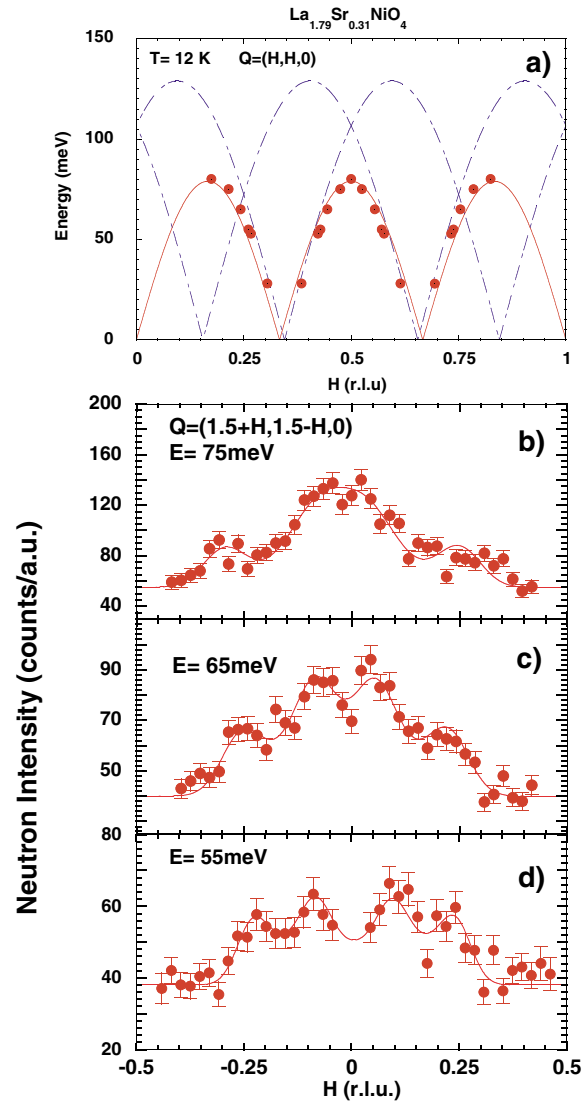 La1.79Sr0.31NiO4
150
T= 12 K Q=(H,H,0)
a)
100
50
0
Energy (meV)
0 0.25 0.5 0.75 1
H (r.l.u)
200
Q=(1.5+H,1.5-H,0)
b)
E= 75meV
160
120
80
40
E= 65meV
c)
90
70
50
80
E= 55meV
d)
60
40
20
Neutron Intensity (counts/a.u.)
-0.5 -0.25 0 0.25 0.5
H (r.l.u.)